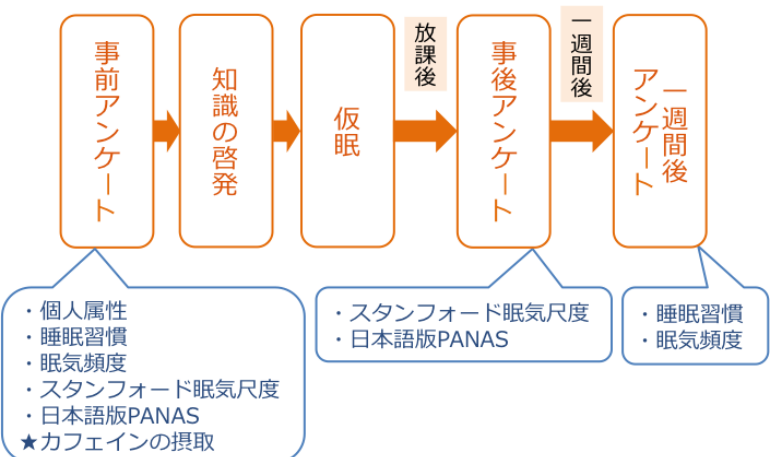 事前アンケート
知識の啓発
仮眠
放課後
事後アンケート
一週間後
一週間後
アンケート
・個人属性
・睡眠習慣
・眠気頻度
・スタンフォード眠気尺度
・日本語版PANAS
★カフェインの摂取
・スタンフォード眠気尺度
・日本語版PANAS
・睡眠習慣
・眠気頻度